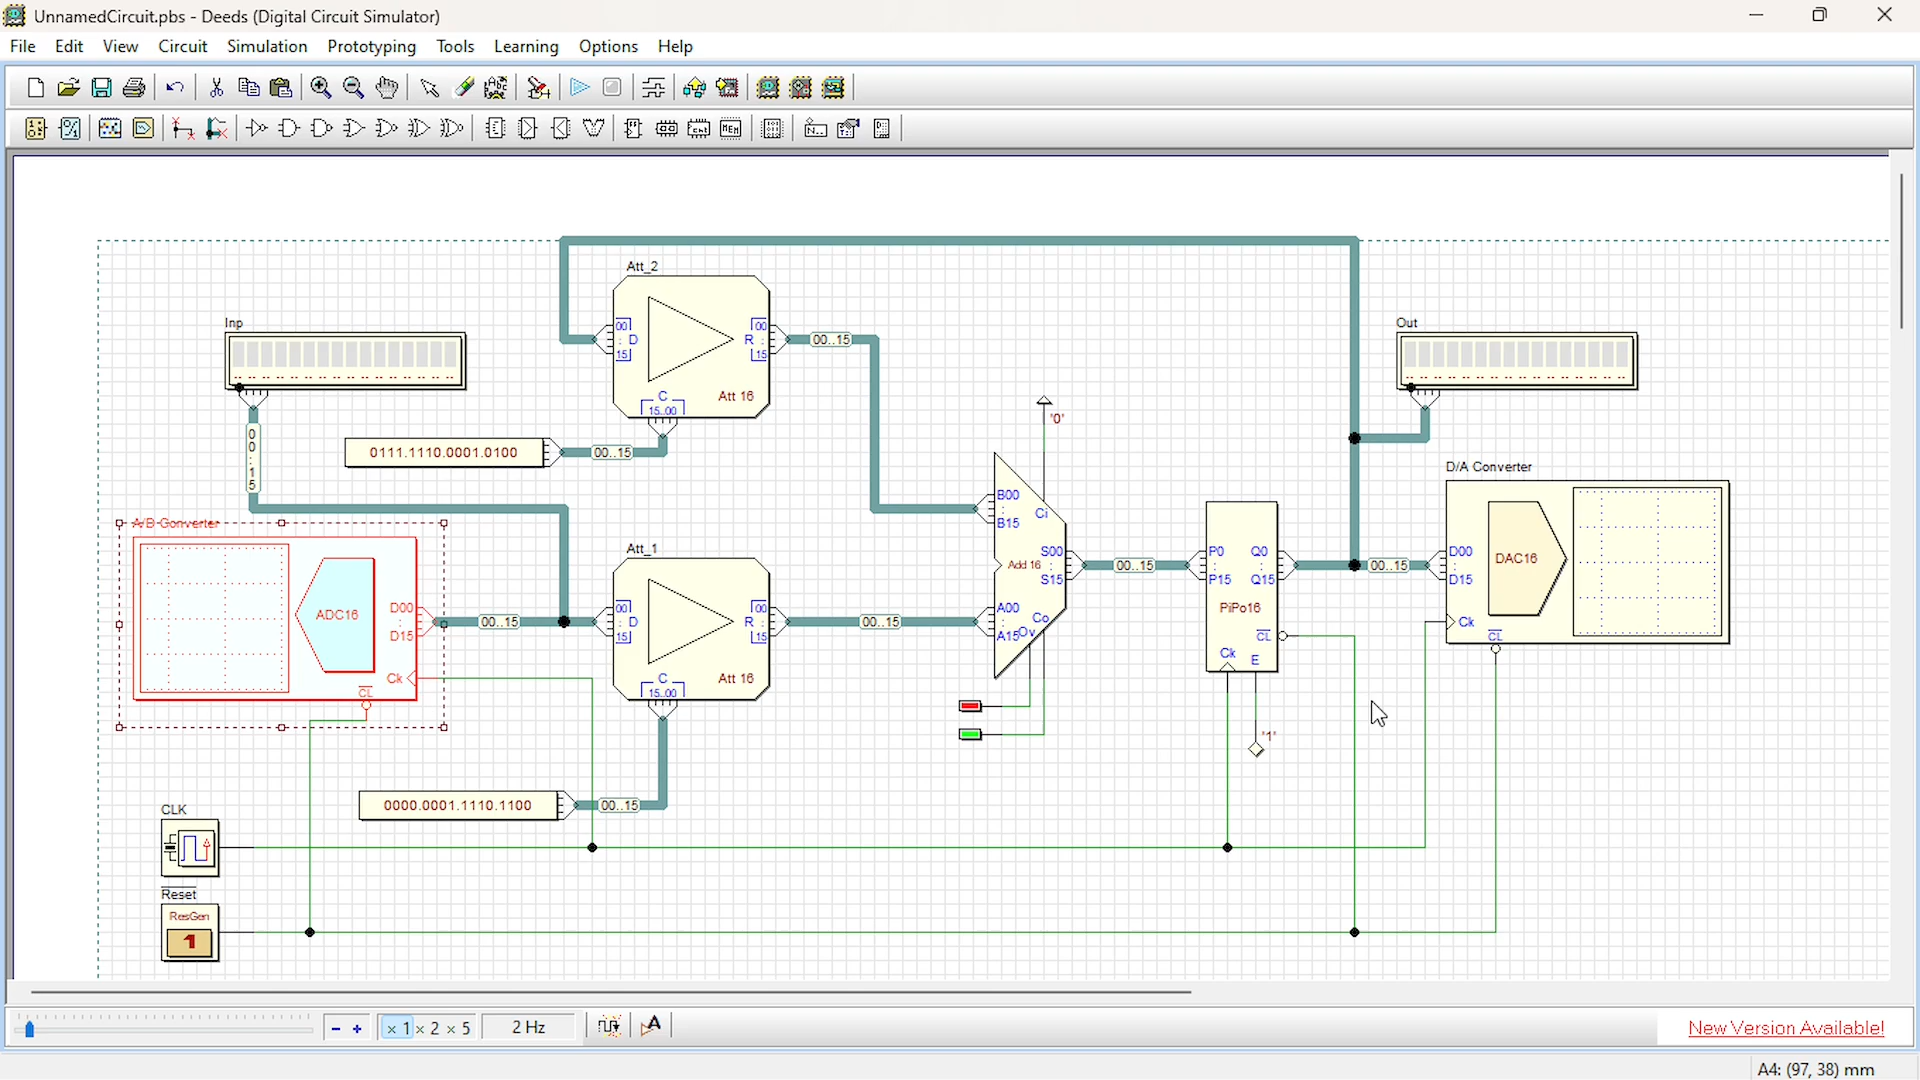 UnnamedCircuit.pbs - Deeds (Digital Circuit Simulator)
File Edit View Circuit Simulation Prototyping Tools Learning Options Help
Att_2
Inp
Out
00
D
15
00
R
15
C
15..00
Att 16
00..15
'0'
0111.1110.0001.0100
00..15
00:15
D/A Converter
B00
B15
Ci
A/D Converter
Att_1
S00
Add 16
S15
00..15
P0
P15
Q0
Q15
00..15
D00
D15
DAC16
ADC16
D00
D15
00..15
00
D
15
00
R
15
00..15
A00
A15
Co
Ov
PiPo16
CL
Ck
E
Ck
CL
Ck
CL
C
15..00
Att 16
'1'
0000.0001.1110.1100
00..15
CLK
Reset
ResGen
1
- + x 1 x 2 x 5 2 Hz
New Version Available!
A4: (97, 38) mm